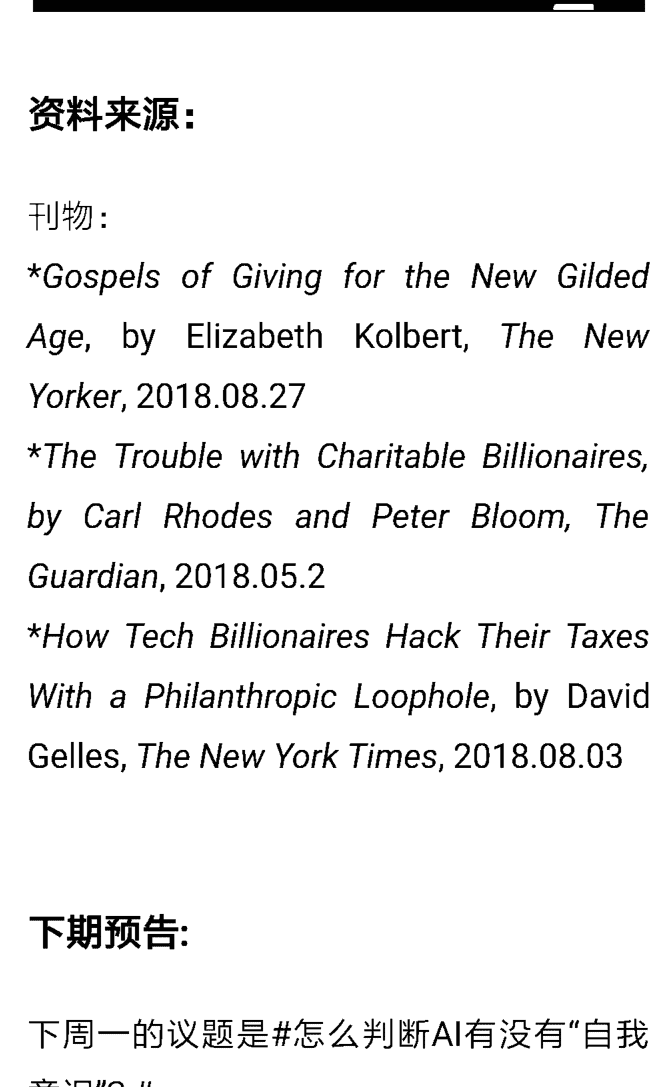 资料来源：
刊物：
*Gospels of Giving for the New Gilded
Age, by Elizabeth Kolbert, The New
Yorker, 2018.08.27
*The Trouble with Charitable Billionaires,
by Carl Rhodes and Peter Bloom, The
Guardian, 2018.05.2
*How Tech Billionaires Hack Their Taxes
With a Philanthropic Loophole, by David
Gelles, The New York Times, 2018.08.03
下期预告:
下周一的议题是#怎么判断AI有没有“自我